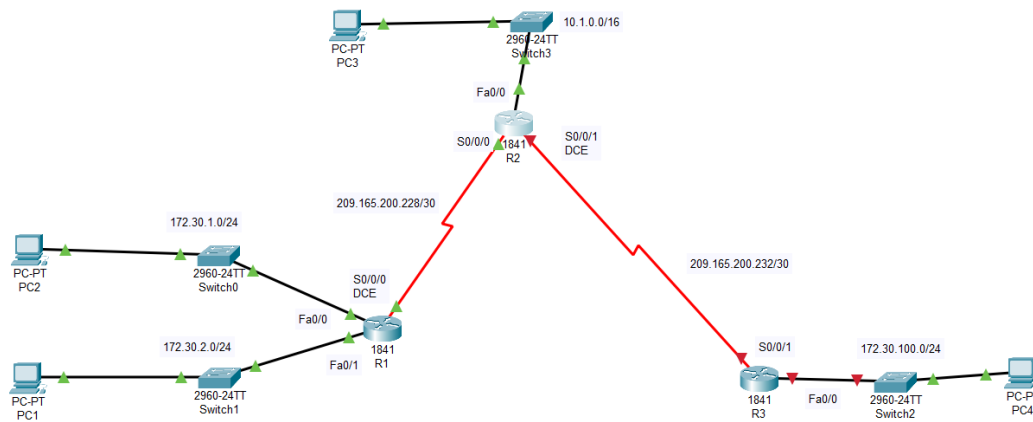 PC-PT
PC3
2960-24TT
Switch3
10.1.0.0/16
Fa0/0
S0/0/0
1841
R2
S0/0/1
DCE
209.165.200.228/30
172.30.1.0/24
PC-PT
PC2
2960-24TT
Switch0
S0/0/0
DCE
209.165.200.232/30
Fa0/0
172.30.2.0/24
1841
R1
Fa0/1
PC-PT
PC1
2960-24TT
Switch1
S0/0/1
172.30.100.0/24
1841
R3
Fa0/0
2960-24TT
Switch2
PC-P
PC4